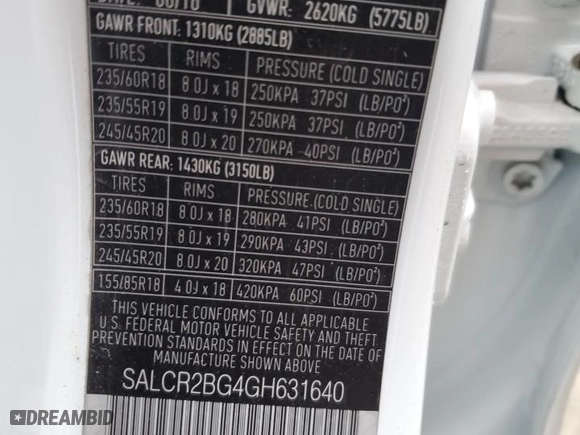 GVWR: 2620KG (5775LB)
GAWR FRONT: 1310KG (2885LB)
TIRES RIMS PRESSURE (COLD SINGLE)
235/60R18 8.0J x 18 250KPA 37PSI (LB/PO²)
235/55R19 8.0J x 19 250KPA 37PSI (LB/PO²)
245/45R20 8.0J x 20 270KPA 40PSI (LB/PO²)
GAWR REAR: 1430KG (3150LB)
TIRES RIMS PRESSURE (COLD SINGLE)
235/60R18 8.0J x 18 280KPA 41PSI (LB/PO²)
235/55R19 8.0J x 19 290KPA 43PSI (LB/PO²)
245/45R20 8.0J x 20 320KPA 47PSI (LB/PO²)
155/85R18 4.0J x 18 420KPA 60PSI (LB/PO²)
THIS VEHICLE CONFORMS TO ALL APPLICABLE
U.S. FEDERAL MOTOR VEHICLE SAFETY AND THEFT
PREVENTION STANDARDS IN EFFECT ON THE DATE OF
MANUFACTURE SHOWN ABOVE
SALCR2BG4GH631640
DREAMBID